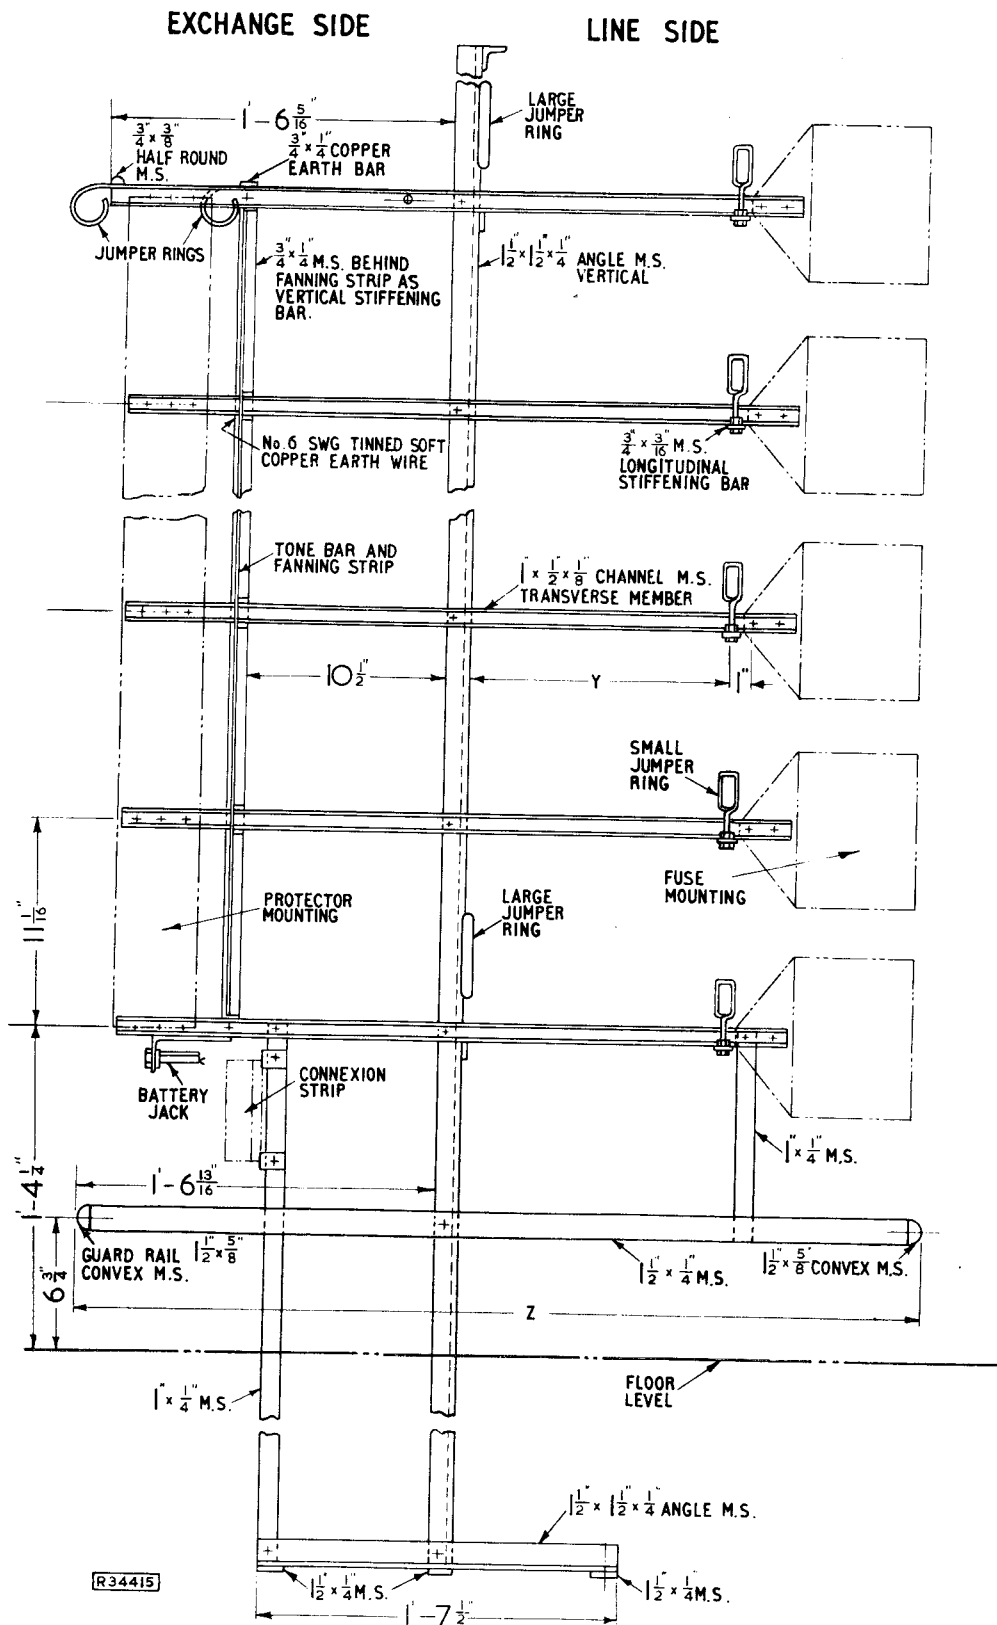 EXCHANGE SIDE
LINE SIDE
1' - 6 5/16"
LARGE
JUMPER
RING
3/4" × 3/8"
HALF ROUND
M.S.
3/4" × 1/4" COPPER
EARTH BAR
JUMPER RINGS
3/4" × 1/4" M.S. BEHIND
FANNING STRIP AS
VERTICAL STIFFENING
BAR.
1 1/2" × 1 1/2" × 1/4" ANGLE M.S.
VERTICAL
No. 6 SWG TINNED SOFT
COPPER EARTH WIRE
3/4" × 3/16" M.S.
LONGITUDINAL
STIFFENING BAR
TONE BAR AND
FANNING STRIP
1" × 1/2" × 1/8" CHANNEL M.S.
TRANSVERSE MEMBER
10 1/2"
Y
1"
SMALL
JUMPER
RING
FUSE
MOUNTING
11 1/16"
PROTECTOR
MOUNTING
LARGE
JUMPER
RING
BATTERY
JACK
CONNEXION
STRIP
1" × 1/4" M.S.
1' - 4 1/4"
1' - 6 13/16"
6 3/4"
GUARD RAIL
CONVEX M.S.
1 1/2" × 5/8"
1 1/2" × 1/4" M.S.
1 1/2" × 5/8" CONVEX M.S.
Z
FLOOR
LEVEL
1" × 1/4" M.S.
1 1/2" × 1 1/2" × 1/4" ANGLE M.S.
R34415
1 1/2" × 1/4" M.S.
1 1/2" × 1/4" M.S.
1' - 7 1/2"